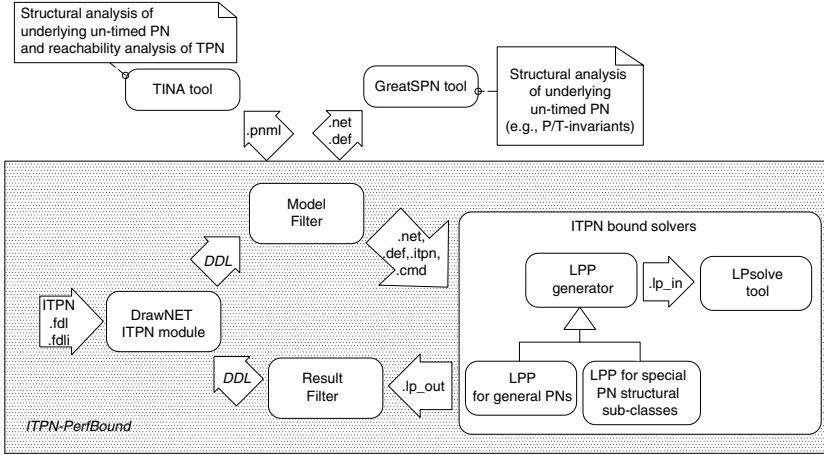 Structural analysis of
underlying un-timed PN
and reachability analysis of TPN
TINA tool
GreatSPN tool
Structural analysis
of underlying
un-timed PN
(e.g., P/T-invariants)
.pnml
.net
.def
Model
Filter
.net,
.def,.itpn,
.cmd
ITPN bound solvers
DDL
LPP
generator
.lp_in
LPsolve
tool
ITPN
.fdl
.fdli
DrawNET
ITPN module
DDL
Result
Filter
.lp_out
LPP
for general PNs
LPP for special
PN structural
sub-classes
ITPN-PerfBound